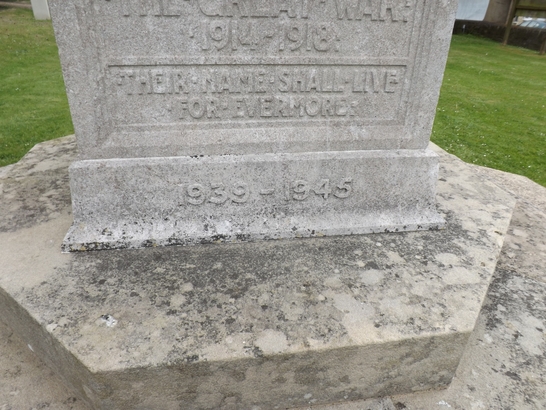 THE·GREAT·WAR·
1914-1918·
·THEIR·NAME·SHALL·LIVE·
·FOR·EVERMORE·
1939-1945